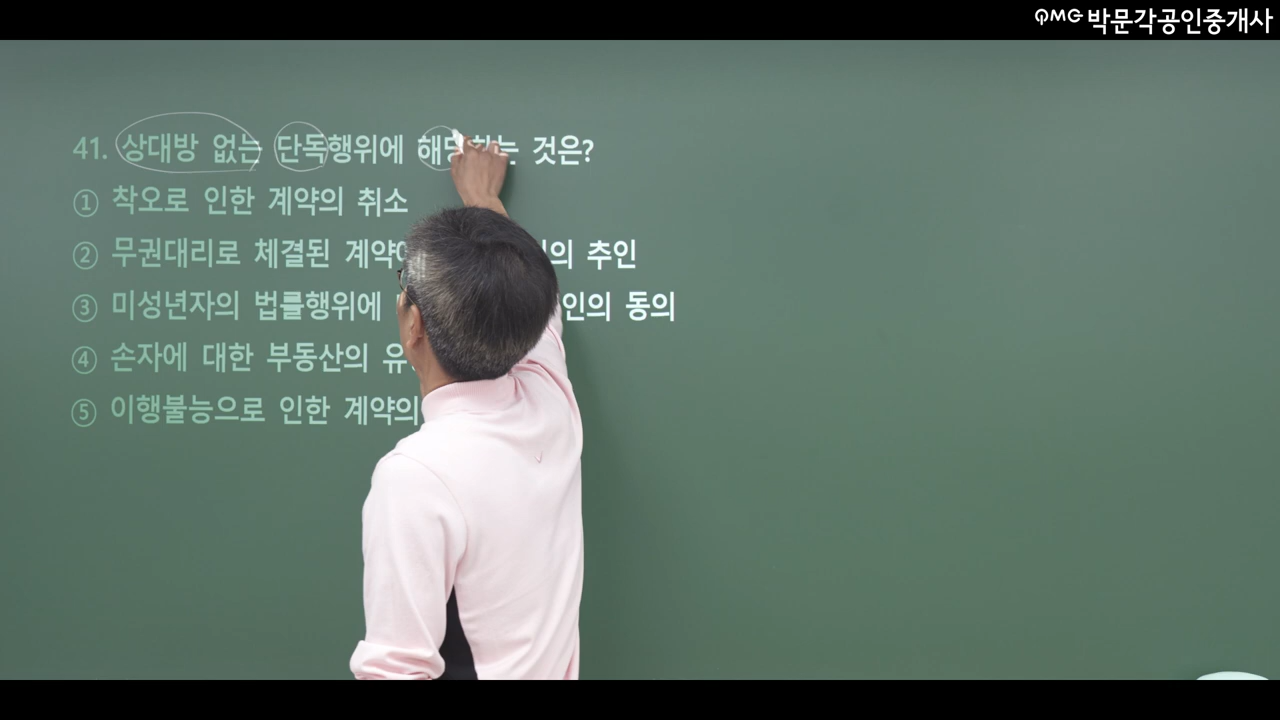 QMG 박문각공인중개사
41. 상대방 없는 단독행위에 해당하는 것은?
① 착오로 인한 계약의 취소
② 무권대리로 체결된 계약에 의 추인
③ 미성년자의 법률행위에 인의 동의
④ 손자에 대한 부동산의
⑤ 이행불능으로 인한 계약의